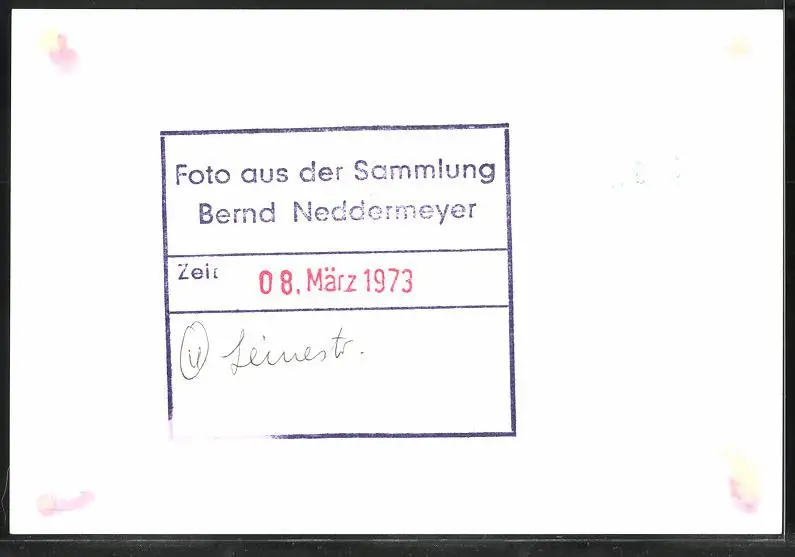 Foto aus der Sammlung
Bernd Neddermeyer
Zeit 08. März 1973
(U) Leinestr.